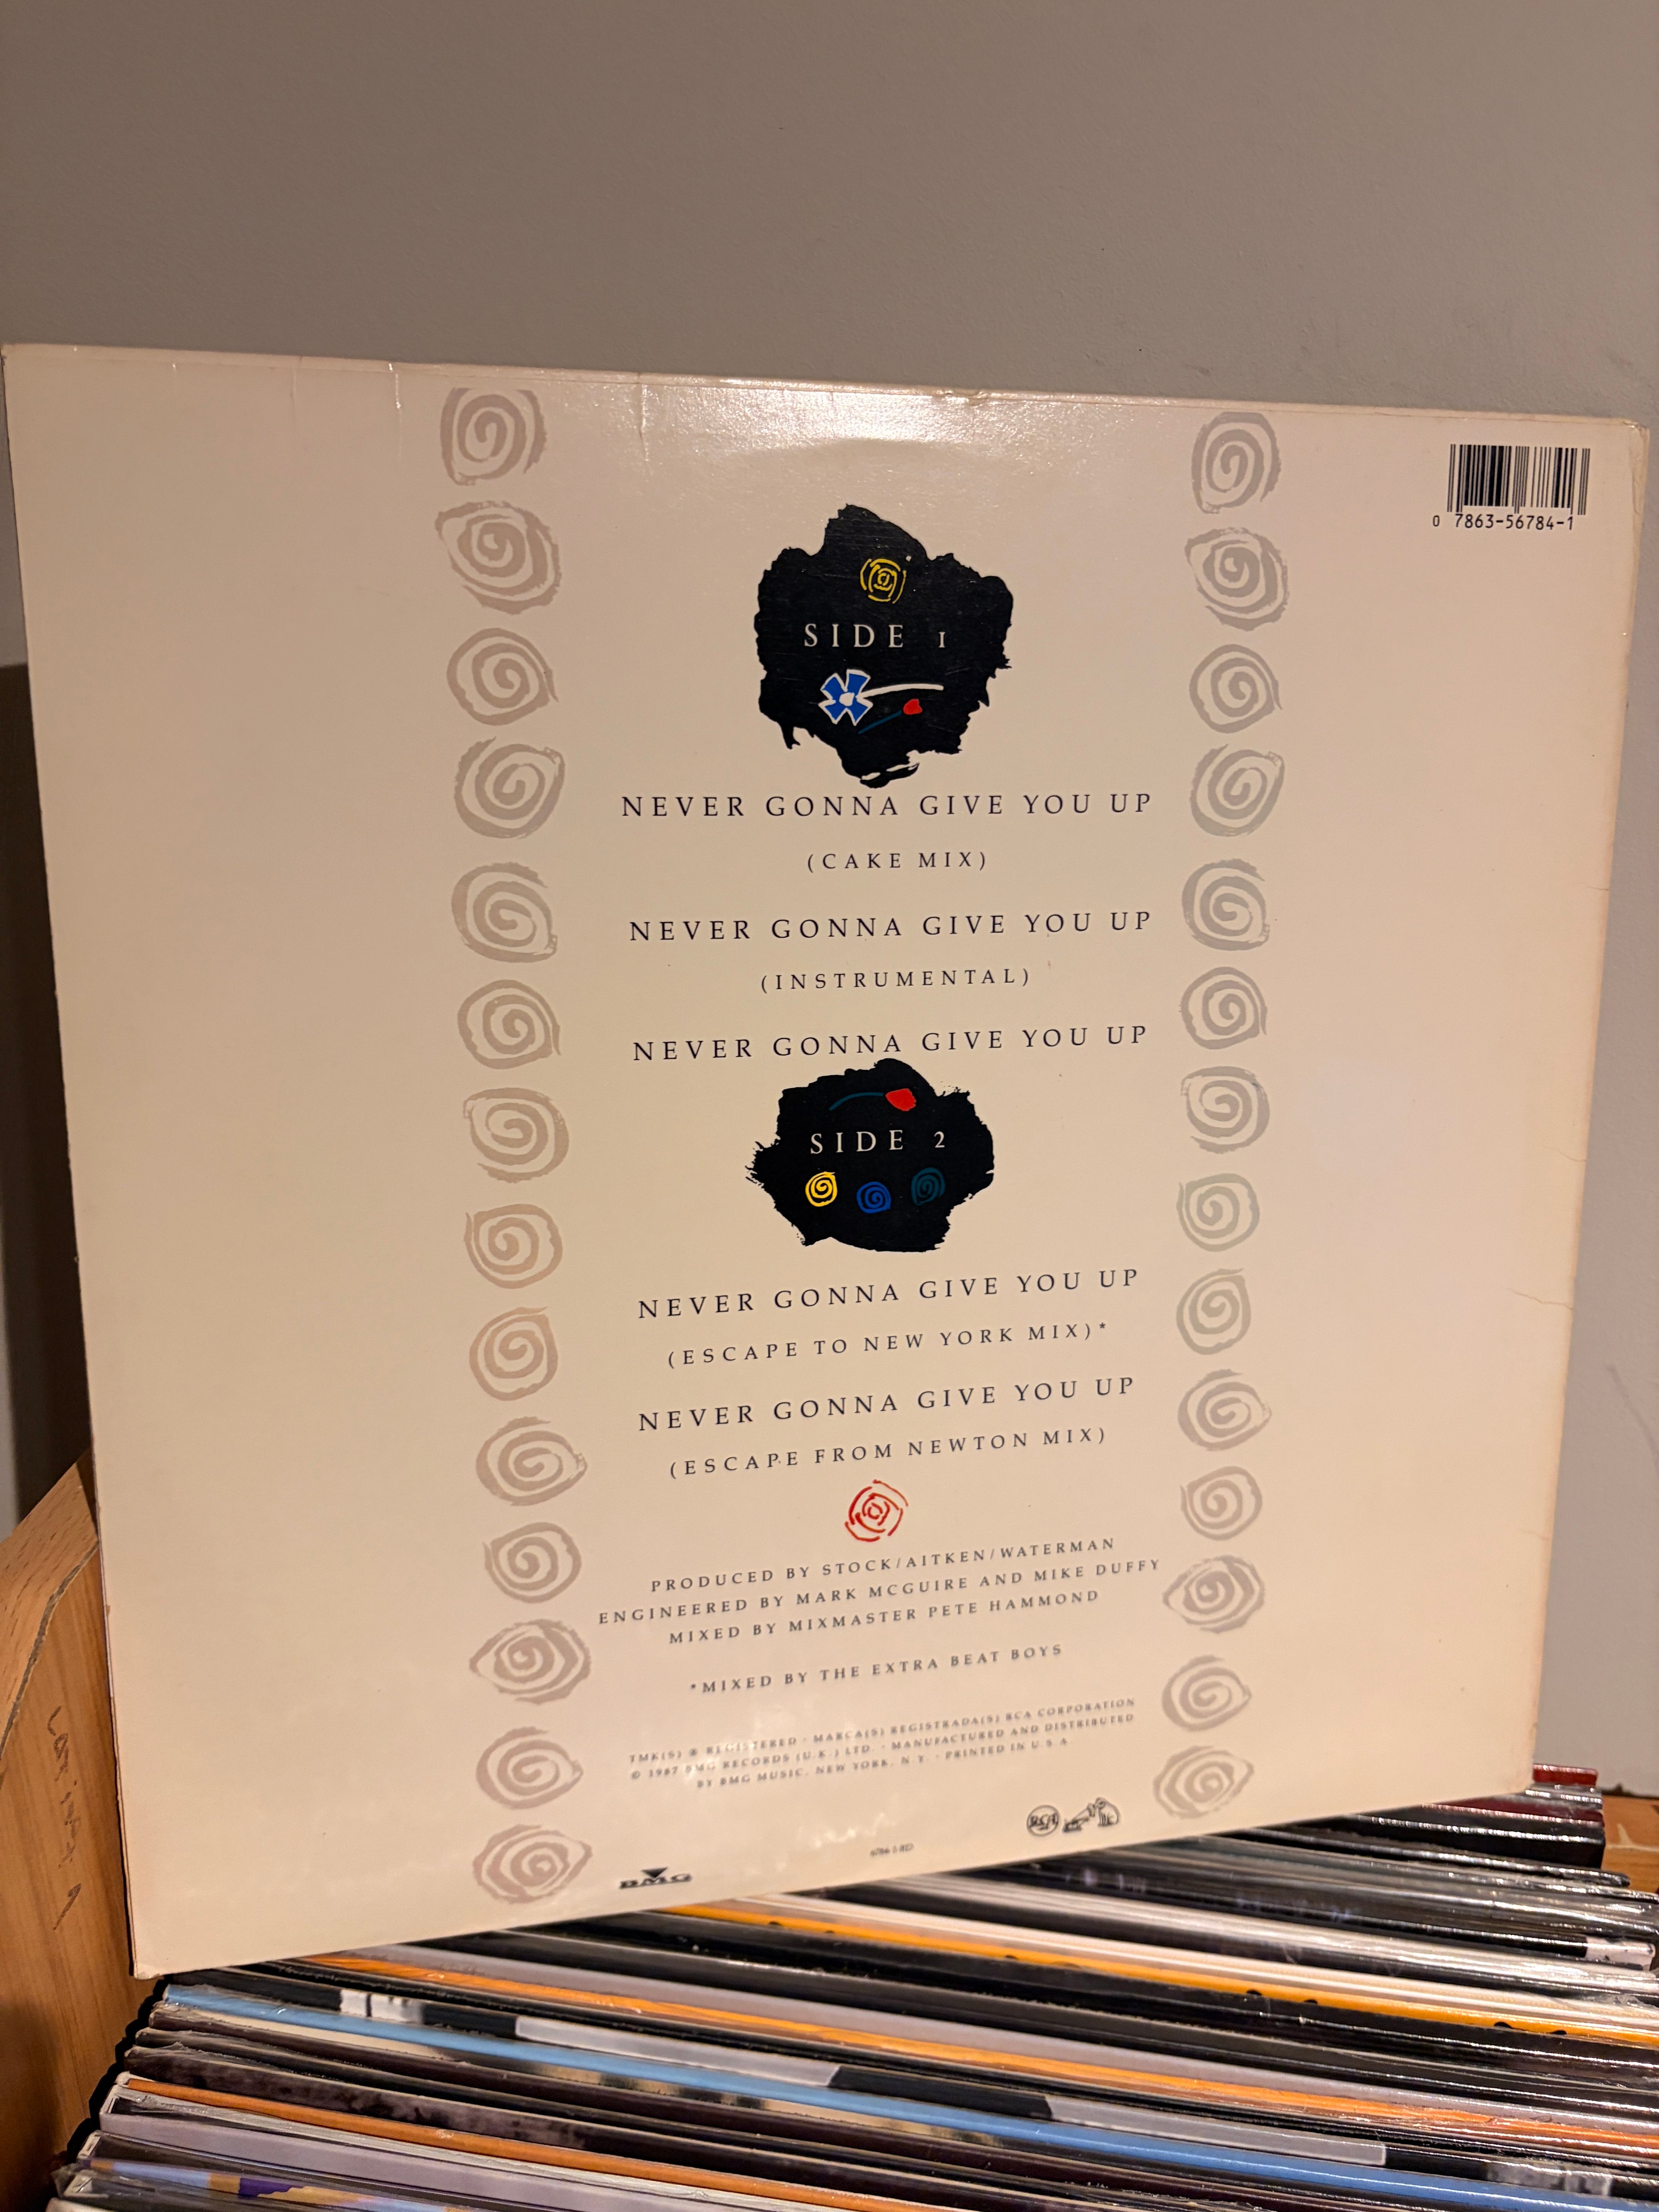 0 7863-56784-1
SIDE 1
NEVER GONNA GIVE YOU UP
(CAKE MIX)
NEVER GONNA GIVE YOU UP
(INSTRUMENTAL)
NEVER GONNA GIVE YOU UP
SIDE 2
NEVER GONNA GIVE YOU UP
(ESCAPE TO NEW YORK MIX)*
NEVER GONNA GIVE YOU UP
(ESCAPE FROM NEWTON MIX)
PRODUCED BY STOCK/AITKEN/WATERMAN
ENGINEERED BY MARK MCGUIRE AND MIKE DUFFY
MIXED BY MIXMASTER PETE HAMMOND
*MIXED BY THE EXTRA BEAT BOYS
TMK(S) ® REGISTERED · MARCA(S) REGISTRADA(S) RCA CORPORATION
© 1987 BMG RECORDS (U.K.) LTD. · MANUFACTURED AND DISTRIBUTED
BY BMG MUSIC, NEW YORK, N.Y. · PRINTED IN U.S.A
RCA
BMG